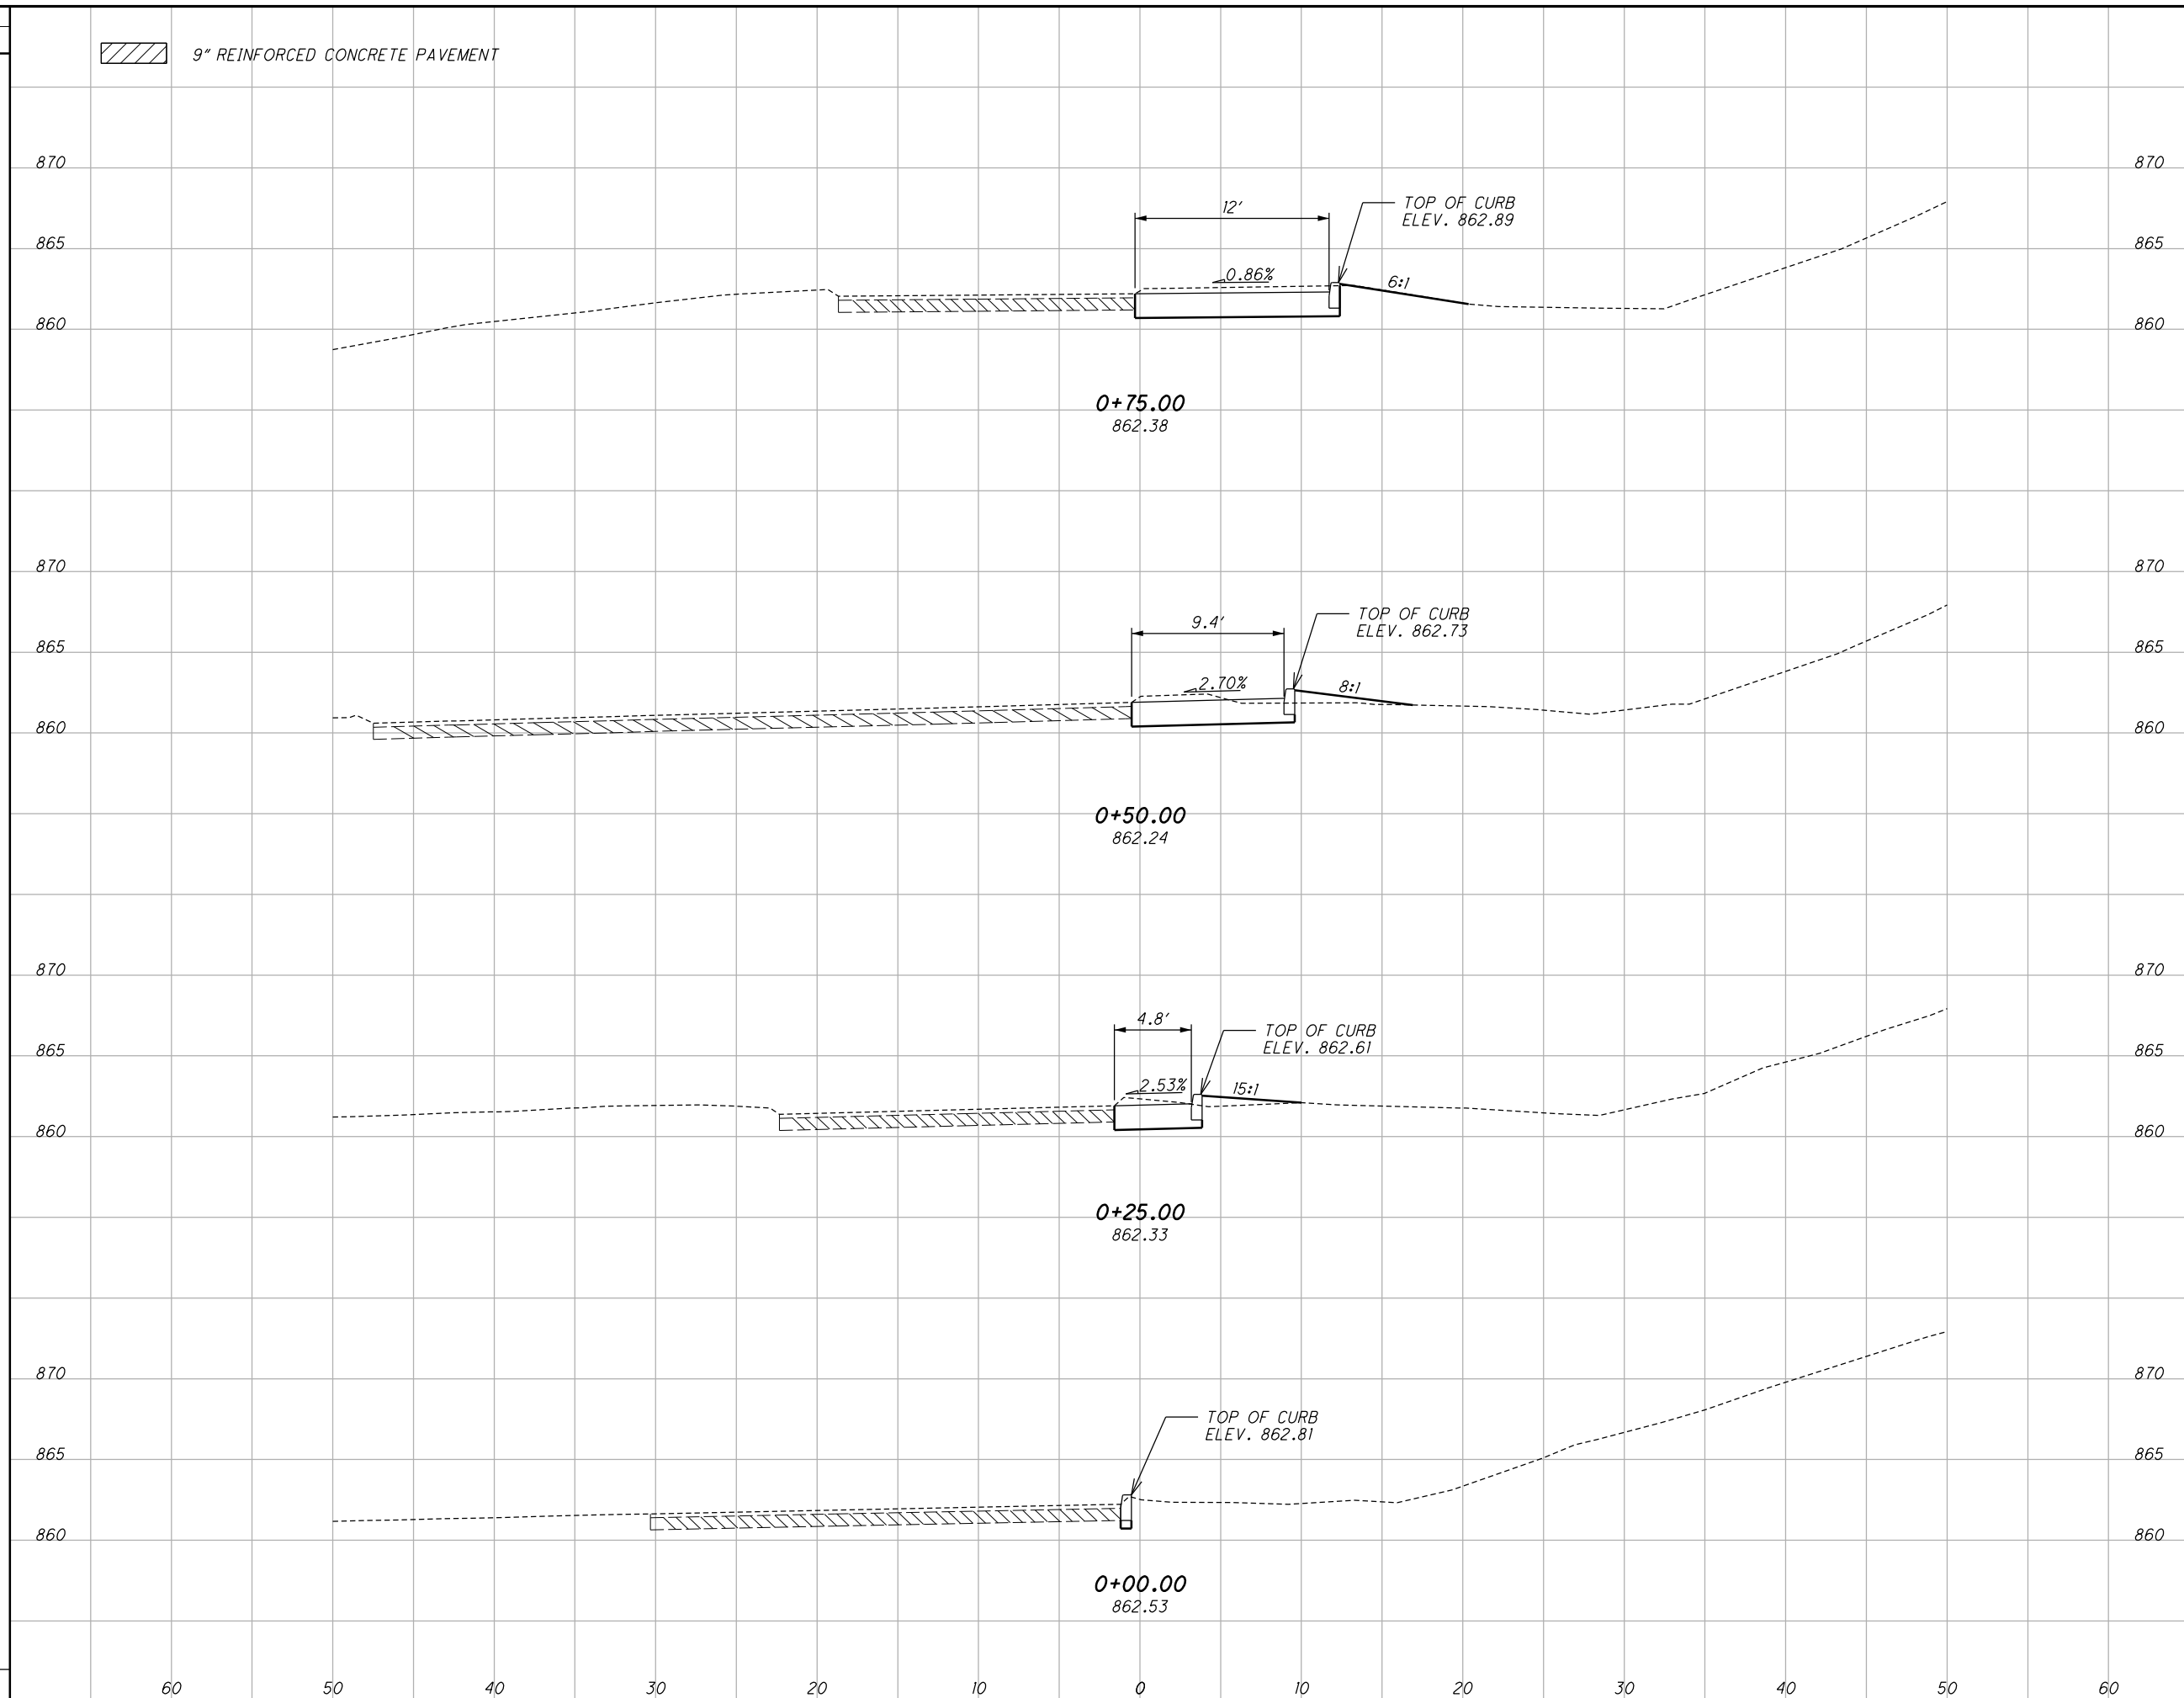 9" REINFORCED CONCRETE PAVEMENT
870 870
12'
TOP OF CURB
ELEV. 862.89
865 865
0.86%
6:1
860 860
0+75.00
862.38
870 870
9.4'
TOP OF CURB
ELEV. 862.73
865 865
2.70%
8:1
860 860
0+50.00
862.24
870 870
4.8'
TOP OF CURB
ELEV. 862.61
865 865
2.53%
15:1
860 860
0+25.00
862.33
870 870
TOP OF CURB
ELEV. 862.81
865 865
860 860
0+00.00
862.53
60 50 40 30 20 10 0 10 20 30 40 50 60